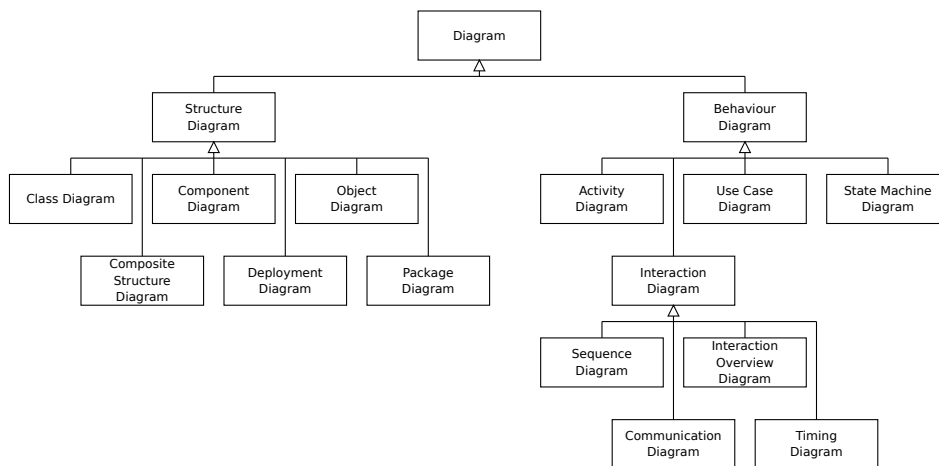 Diagram
Structure
Diagram
Behaviour
Diagram
Class Diagram
Component
Diagram
Object
Diagram
Activity
Diagram
Use Case
Diagram
State Machine
Diagram
Composite
Structure
Diagram
Deployment
Diagram
Package
Diagram
Interaction
Diagram
Sequence
Diagram
Interaction
Overview
Diagram
Communication
Diagram
Timing
Diagram